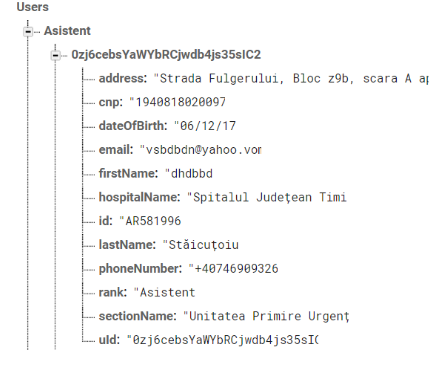 Users
Asistent
0zj6cebsYaWYbRCjwdb4js35sIC2
address: "Strada Fulgerului, Bloc z9b, scara A ap
cnp: "1940818020097
dateOfBirth: "06/12/17
email: "vsbdbdn@yahoo.vom
firstName: "dhdbbd
hospitalName: "Spitalul Județean Timi
id: "AR581996
lastName: "Stăicuțoiu
phoneNumber: "+40746909326
rank: "Asistent
sectionName: "Unitatea Primire Urgenț
uId: "0zj6cebsYaWYbRCjwdb4js35sI(